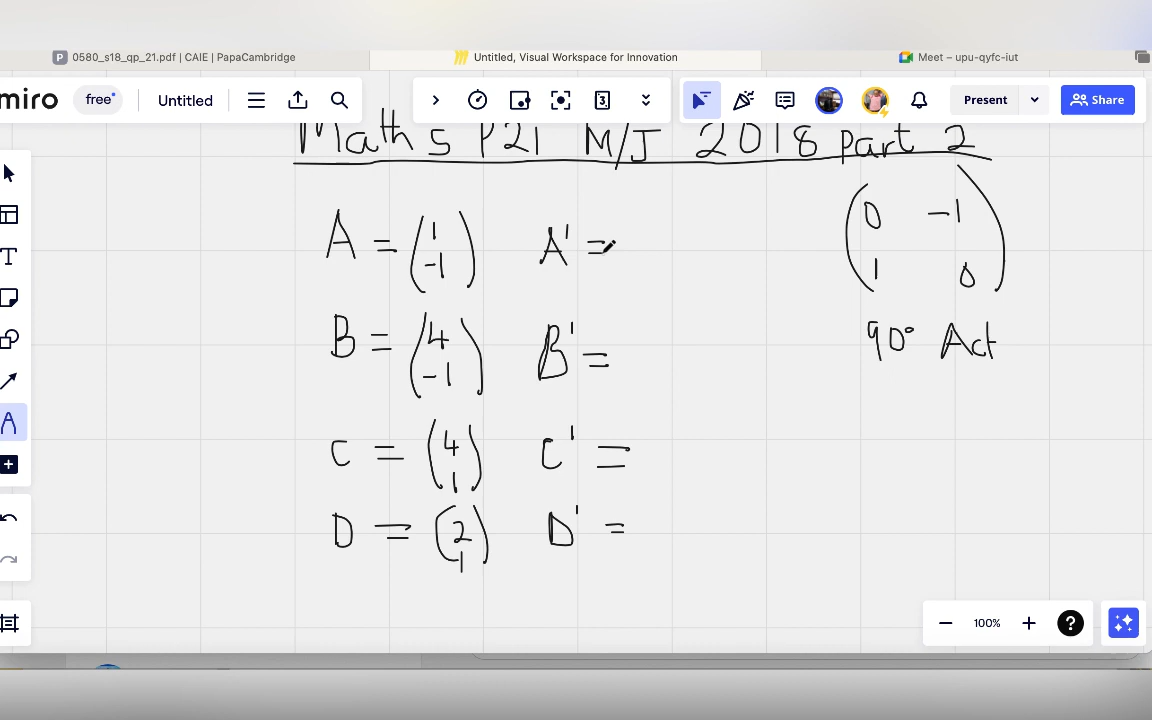 0580_s18_qp_21.pdf | CAIE | PapaCambridge
Untitled, Visual Workspace for Innovation
Meet – upu-qyfc-iut
miro free Untitled
Present
Share
Maths P21 M/J 2018 part 2
A = (1 -1) A' =
B = (4 -1) B' =
C = (4 1) C' =
D = (2 1) D' =
(0 -1
1 0)
90° Act
100%